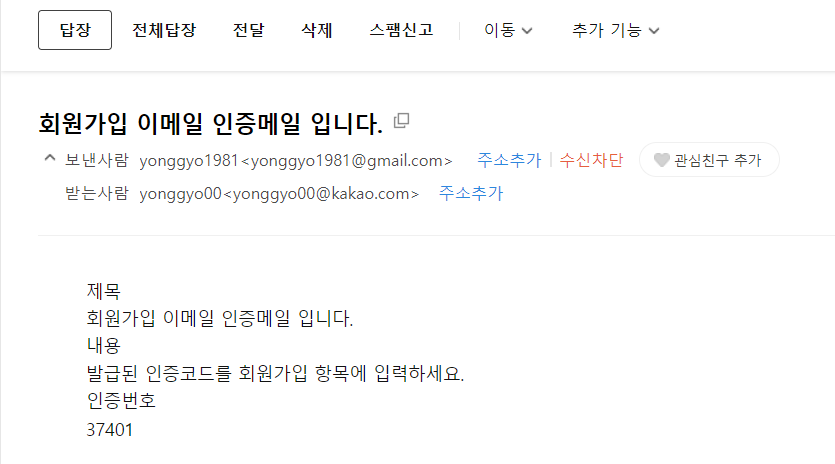 답장 전체답장 전달 삭제 스팸신고 이동 추가 기능
회원가입 이메일 인증메일 입니다.
보낸사람 yonggyo1981<yonggyo1981@gmail.com> 주소추가 수신차단 관심친구 추가
받는사람 yonggyo00<yonggyo00@kakao.com> 주소추가
제목
회원가입 이메일 인증메일 입니다.
내용
발급된 인증코드를 회원가입 항목에 입력하세요.
인증번호
37401